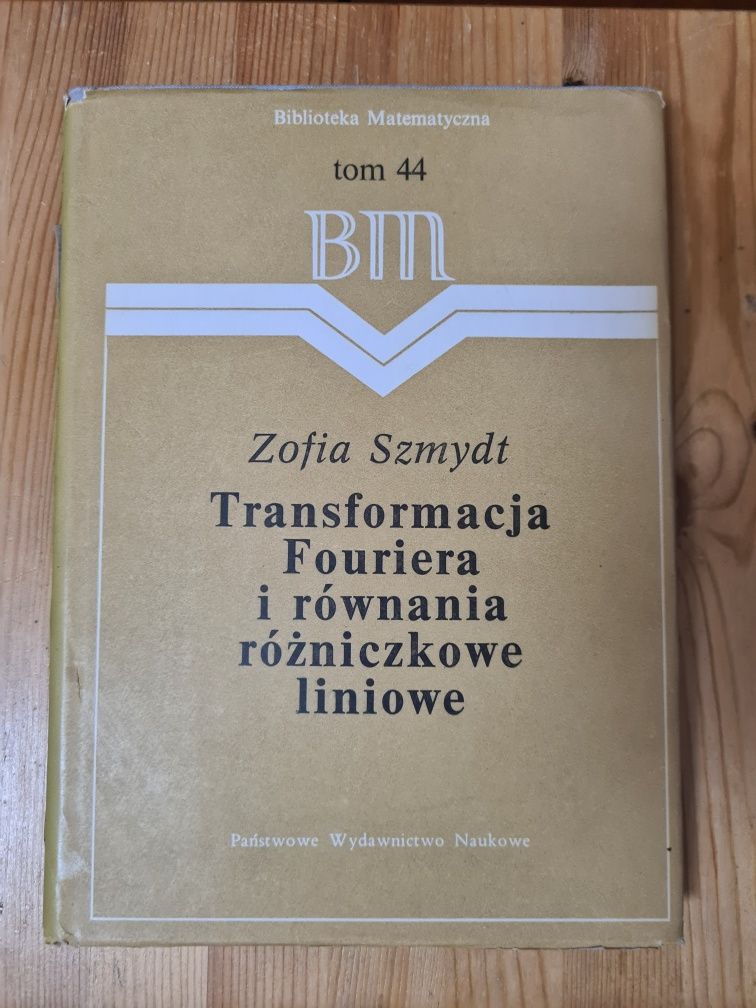 Biblioteka Matematyczna
tom 44
BM
Zofia Szmydt
Transformacja
Fouriera
i równania
różniczkowe
liniowe
Państwowe Wydawnictwo Naukowe